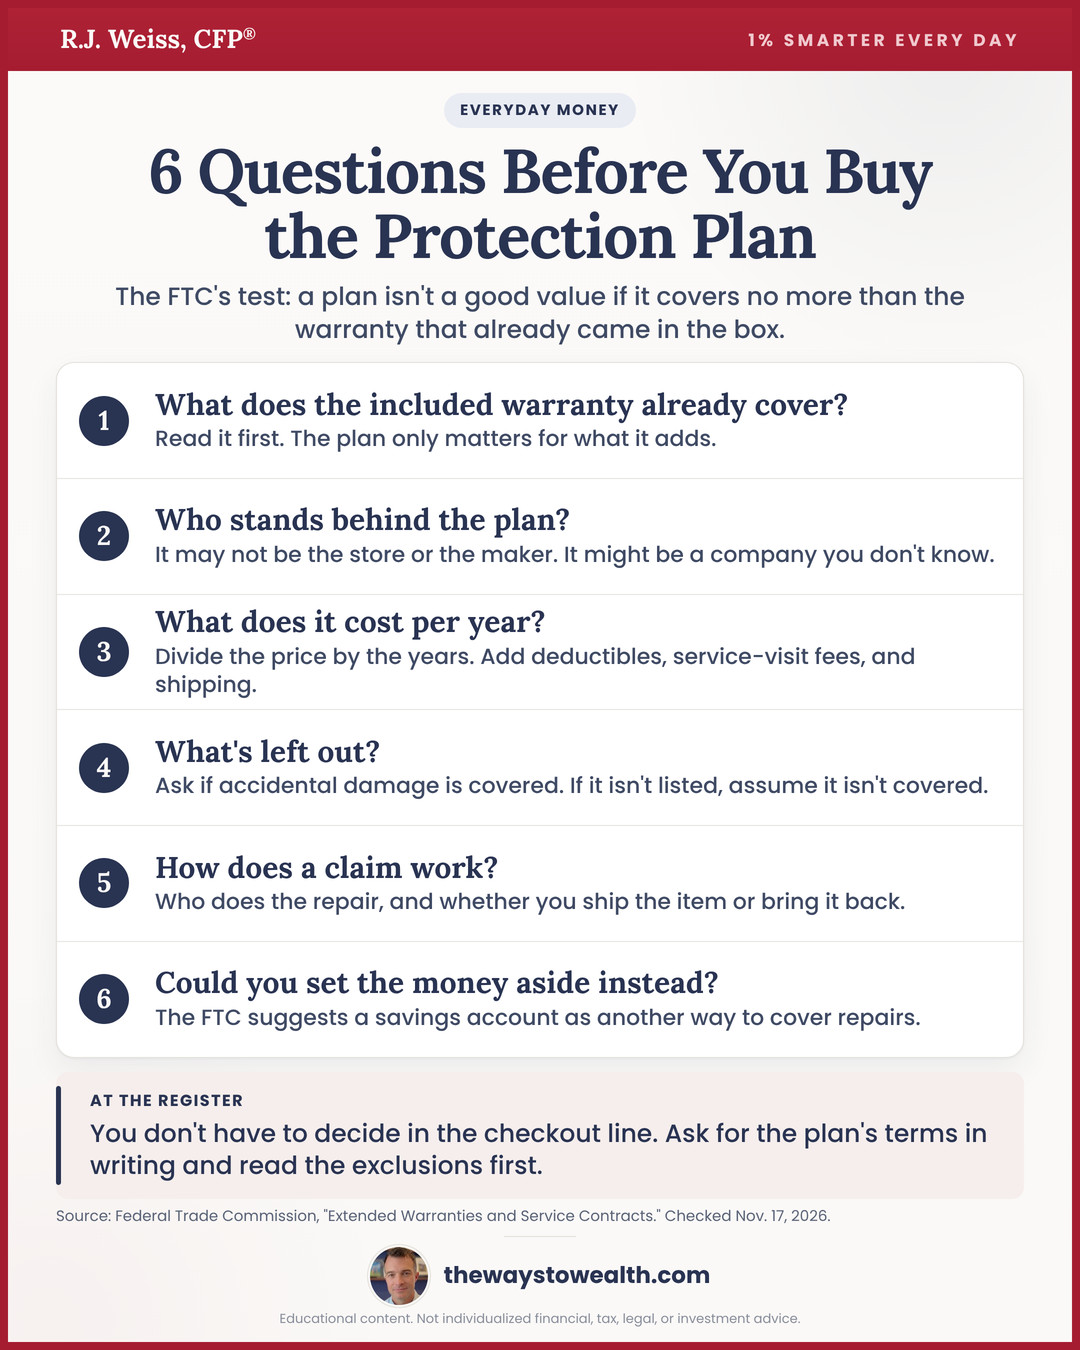 R.J. Weiss, CFP®
1% SMARTER EVERY DAY
EVERYDAY MONEY
6 Questions Before You Buy
the Protection Plan
The FTC's test: a plan isn't a good value if it covers no more than the
warranty that already came in the box.
1
What does the included warranty already cover?
Read it first. The plan only matters for what it adds.
2
Who stands behind the plan?
It may not be the store or the maker. It might be a company you don't know.
3
What does it cost per year?
Divide the price by the years. Add deductibles, service-visit fees, and
shipping.
4
What's left out?
Ask if accidental damage is covered. If it isn't listed, assume it isn't covered.
5
How does a claim work?
Who does the repair, and whether you ship the item or bring it back.
6
Could you set the money aside instead?
The FTC suggests a savings account as another way to cover repairs.
AT THE REGISTER
You don't have to decide in the checkout line. Ask for the plan's terms in
writing and read the exclusions first.
Source: Federal Trade Commission, "Extended Warranties and Service Contracts." Checked Nov. 17, 2026.
thewaystowealth.com
Educational content. Not individualized financial, tax, legal, or investment advice.